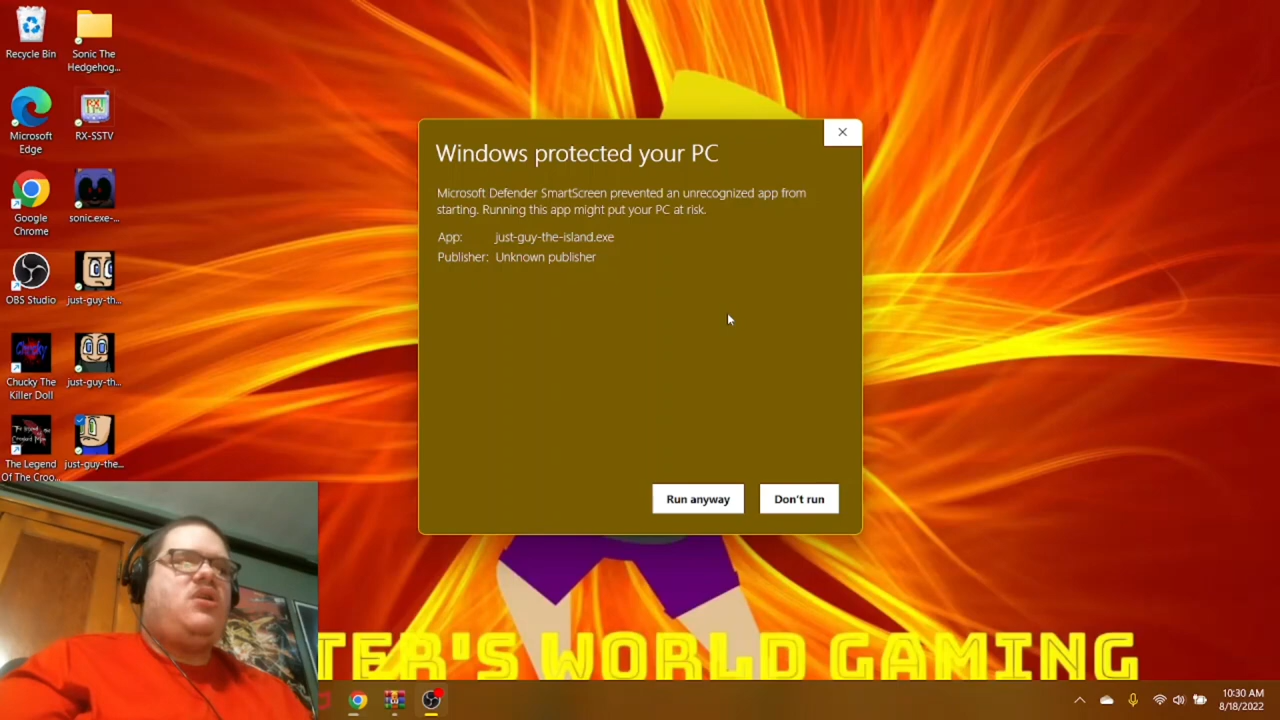 Recycle Bin
Sonic The
Hedgehog...
Microsoft
Edge
RX-SSTV
Google
Chrome
sonic.exe-...
OBS Studio
just-guy-th...
Chucky
Chucky The
Killer Doll
just-guy-th...
The Legend
Of The Croo...
just-guy-the...
Windows protected your PC
Microsoft Defender SmartScreen prevented an unrecognized app from
starting. Running this app might put your PC at risk.
App: just-guy-the-island.exe
Publisher: Unknown publisher
Run anyway
Don't run
TER'S WORLD GAMING
10:30 AM
8/18/2022